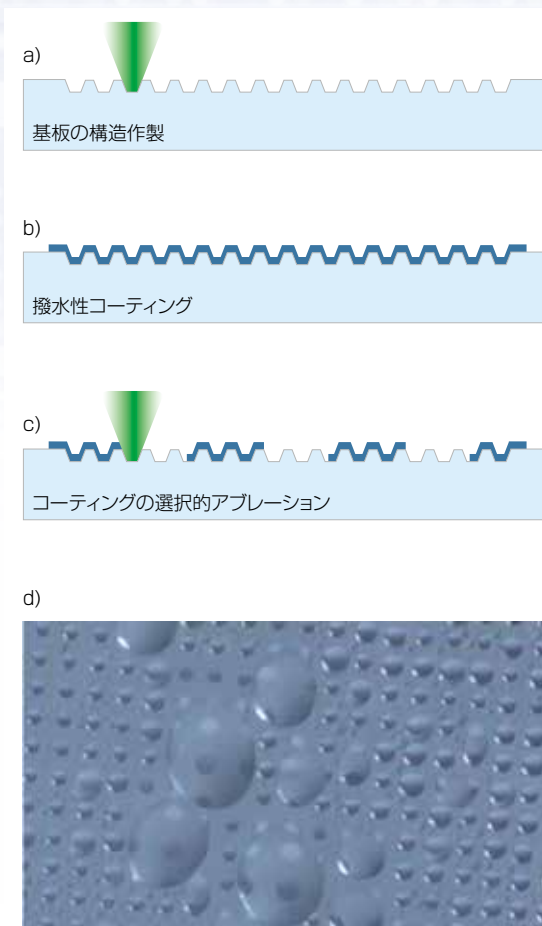 a)
基板の構造作製
b)
撥水性コーティング
c)
コーティングの選択的アブレーション
d)